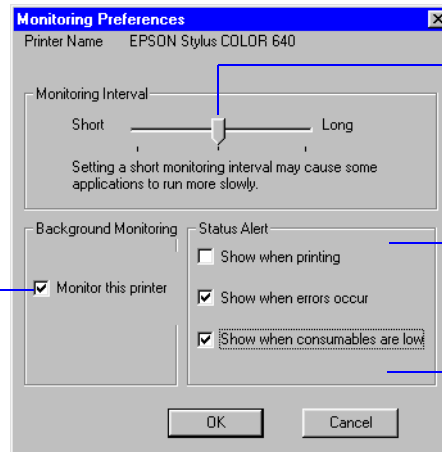 Monitoring Preferences
Printer Name EPSON Stylus COLOR 640
Monitoring Interval
Short Long
Setting a short monitoring interval may cause some
applications to run more slowly.
Background Monitoring
Monitor this printer
Status Alert
Show when printing
Show when errors occur
Show when consumables are low
OK Cancel